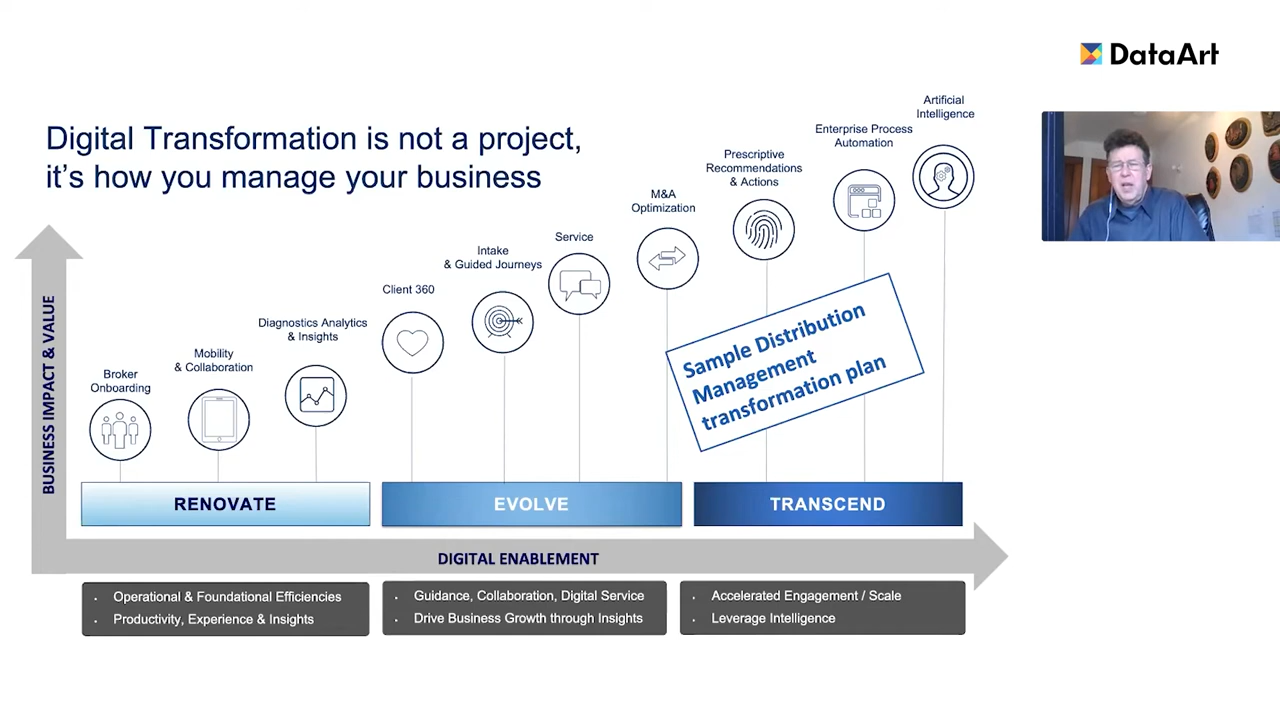 DataArt
Digital Transformation is not a project,
it's how you manage your business
Artificial
Intelligence
Enterprise Process
Automation
Prescriptive
Recommendations
& Actions
M&A
Optimization
Service
Intake
& Guided Journeys
Client 360
Diagnostics Analytics
& Insights
Mobility
& Collaboration
Broker
Onboarding
BUSINESS IMPACT & VALUE
Sample Distribution
Management
transformation plan
RENOVATE
EVOLVE
TRANSCEND
DIGITAL ENABLEMENT
· Operational & Foundational Efficiencies
· Productivity, Experience & Insights
· Guidance, Collaboration, Digital Service
· Drive Business Growth through Insights
· Accelerated Engagement / Scale
· Leverage Intelligence